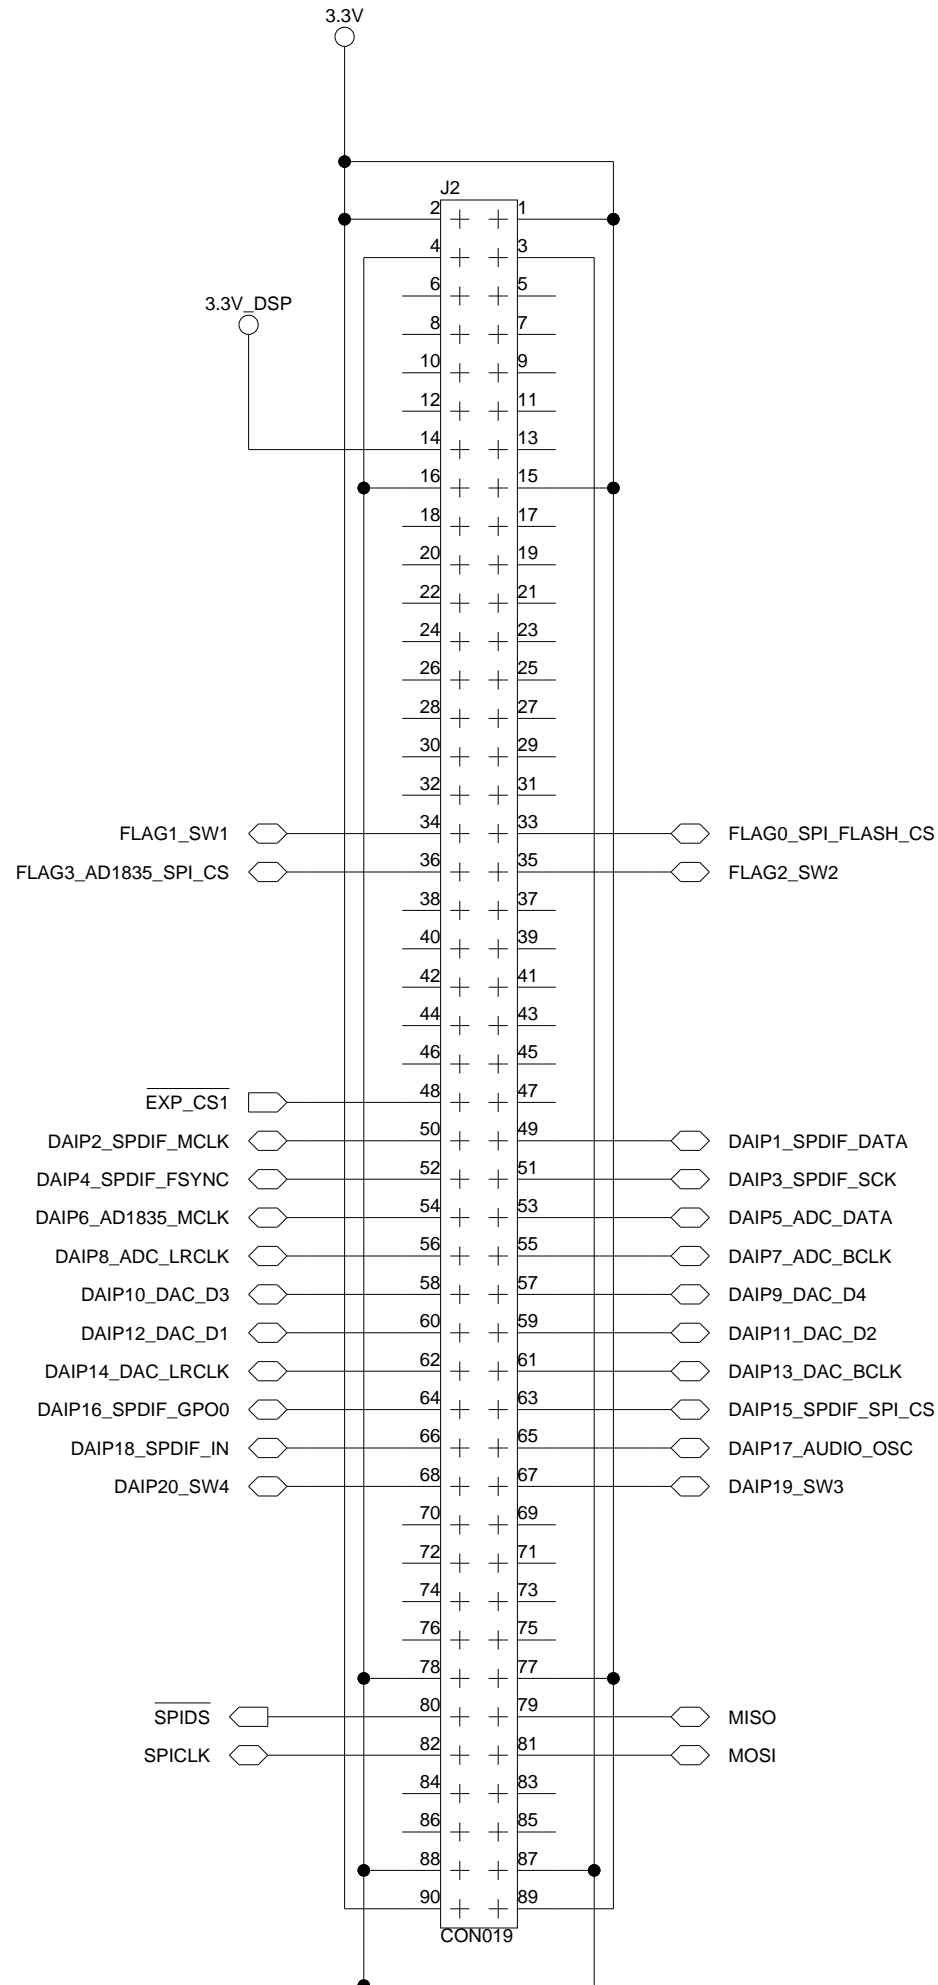 3.3V
J2
2 1
4 3
6 5
3.3V_DSP
8 7
10 9
12 11
14 13
16 15
18 17
20 19
22 21
24 23
26 25
28 27
30 29
32 31
FLAG1_SW1 34 33 FLAG0_SPI_FLASH_CS
FLAG3_AD1835_SPI_CS 36 35 FLAG2_SW2
38 37
40 39
42 41
44 43
46 45
EXP_CS1 48 47
DAIP2_SPDIF_MCLK 50 49 DAIP1_SPDIF_DATA
DAIP4_SPDIF_FSYNC 52 51 DAIP3_SPDIF_SCK
DAIP6_AD1835_MCLK 54 53 DAIP5_ADC_DATA
DAIP8_ADC_LRCLK 56 55 DAIP7_ADC_BCLK
DAIP10_DAC_D3 58 57 DAIP9_DAC_D4
DAIP12_DAC_D1 60 59 DAIP11_DAC_D2
DAIP14_DAC_LRCLK 62 61 DAIP13_DAC_BCLK
DAIP16_SPDIF_GPO0 64 63 DAIP15_SPDIF_SPI_CS
DAIP18_SPDIF_IN 66 65 DAIP17_AUDIO_OSC
DAIP20_SW4 68 67 DAIP19_SW3
70 69
72 71
74 73
76 75
78 77
SPIDS 80 79 MISO
SPICLK 82 81 MOSI
84 83
86 85
88 87
90 89
CON019